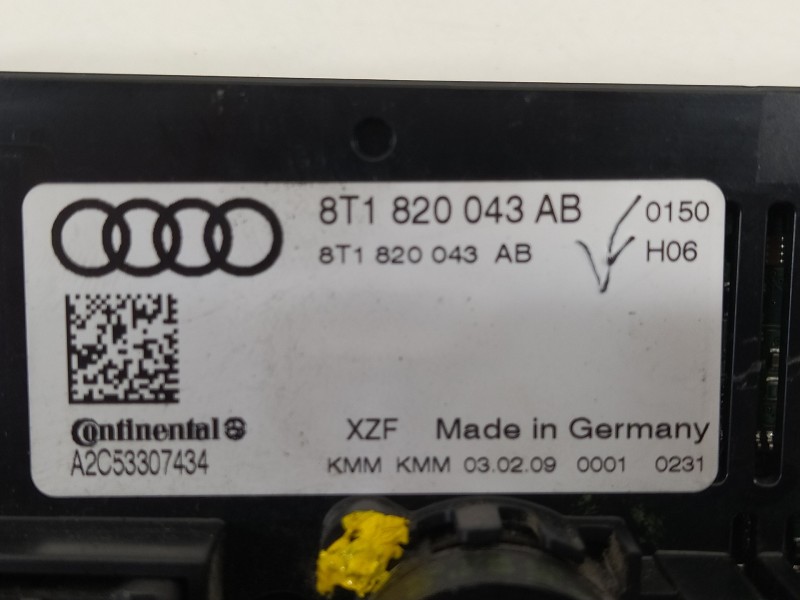 8T1 820 043 AB 0150
8T1 820 043 AB H06
Continental
A2C53307434
XZF Made in Germany
KMM KMM 03.02.09 0001 0231